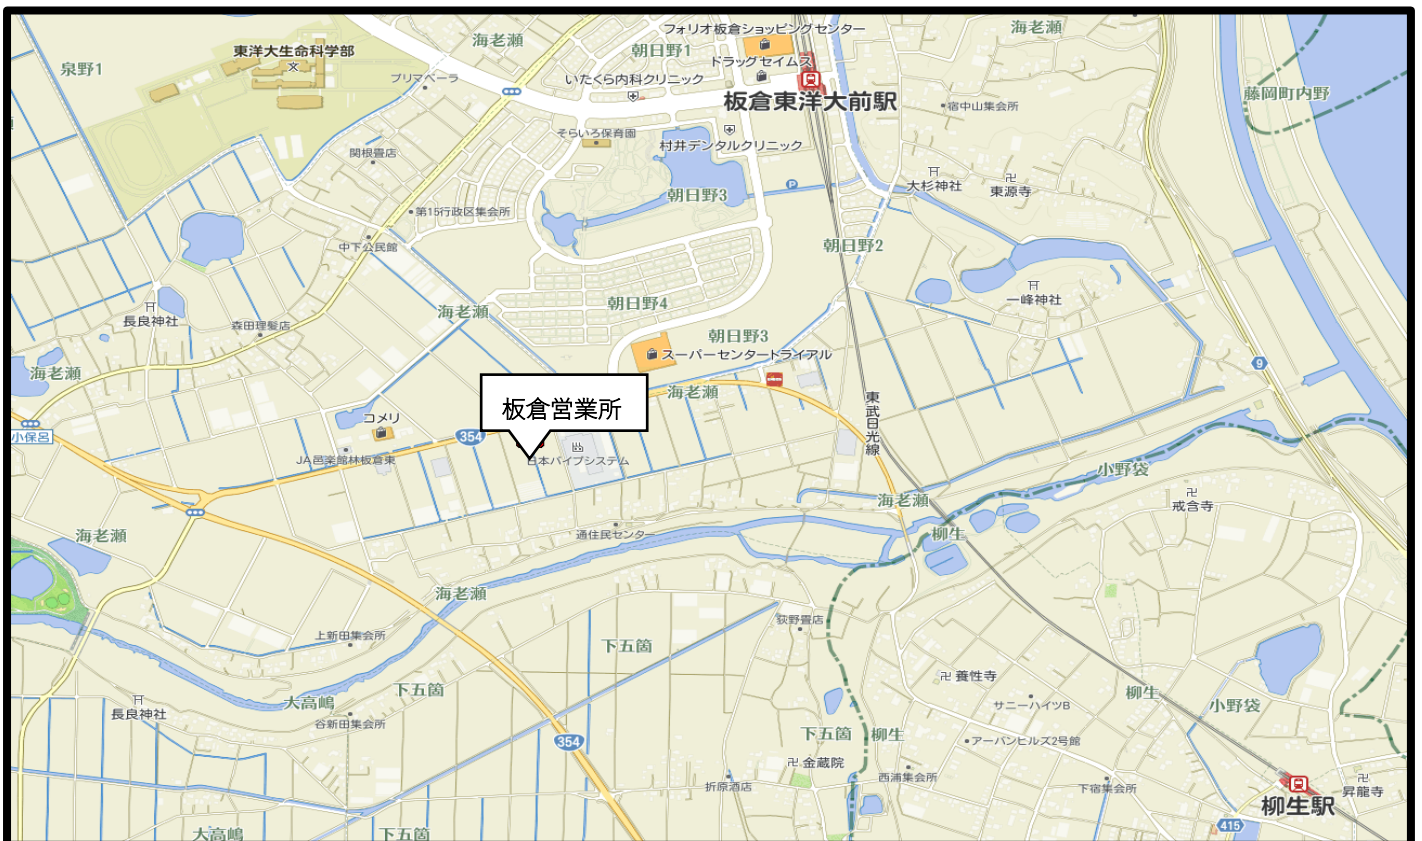 フォリオ板倉ショッピングセンター
海老瀬
海老瀬
東洋大生命科学部
朝日野1
泉野1
ドラッグセイムス
プリマベーラ
いたくら内科クリニック
板倉東洋大前駅
藤岡町内野
宿中山集会所
そらいろ保育園
村井デンタルクリニック
関根畳店
P
大杉神社
東源寺
朝日野3
第15行政区集会所
中下公民館
朝日野2
一峰神社
朝日野4
海老瀬
長良神社
森田理髪店
朝日野3
スーパーセンタートライアル
9
海老瀬
海老瀬
板倉営業所
東武日光線
コメリ
小保呂
354
JA邑楽館林板倉東
日本パイプシステム
小野袋
海老瀬
戒含寺
海老瀬
通住民センター
柳生
海老瀬
荻野畳店
上新田集会所
下五箇
養性寺
下五箇
柳生
大高嶋
サニーハイツB
小野袋
長良神社
谷新田集会所
下五箇
柳生
354
アーバンヒルズ2号館
金蔵院
西浦集会所
折原酒店
下宿集会所
昇龍寺
柳生駅
415
大高嶋
下五箇